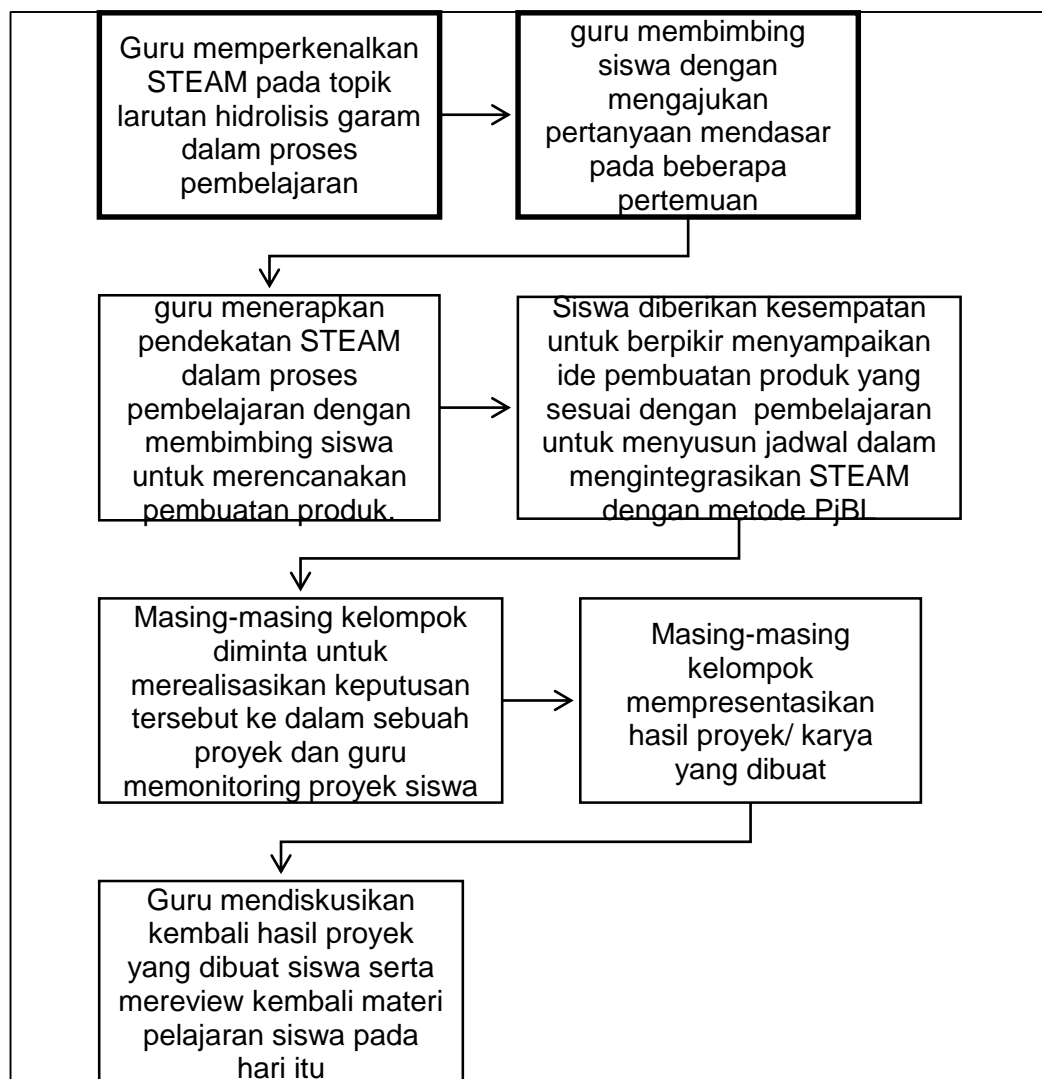 Guru memperkenalkan
STEAM pada topik
larutan hidrolisis garam
dalam proses
pembelajaran
guru membimbing
siswa dengan
mengajukan
pertanyaan mendasar
pada beberapa
pertemuan
guru menerapkan
pendekatan STEAM
dalam proses
pembelajaran dengan
membimbing siswa
untuk merencanakan
pembuatan produk.
Siswa diberikan kesempatan
untuk berpikir menyampaikan
ide pembuatan produk yang
sesuai dengan pembelajaran
untuk menyusun jadwal dalam
mengintegrasikan STEAM
dengan metode PjBL
Masing-masing kelompok
diminta untuk
merealisasikan keputusan
tersebut ke dalam sebuah
proyek dan guru
memonitoring proyek siswa
Masing-masing
kelompok
mempresentasikan
hasil proyek/ karya
yang dibuat
Guru mendiskusikan
kembali hasil proyek
yang dibuat siswa serta
mereview kembali materi
pelajaran siswa pada
hari itu